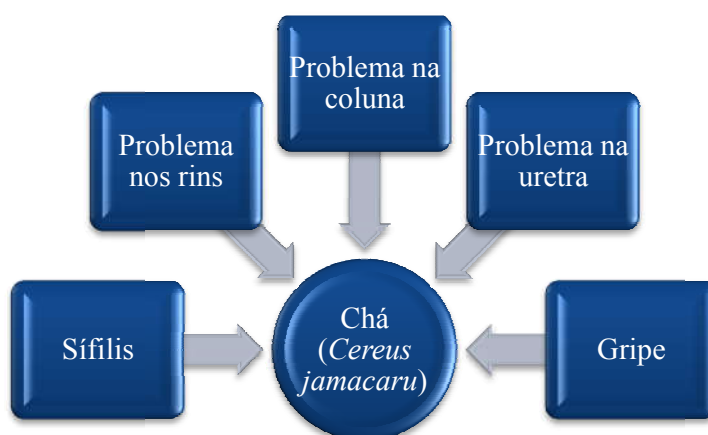 Problema na
coluna
Problema
nos rins
Problema na
uretra
Sífilis
Chá
(Cereus
jamacaru)
Gripe